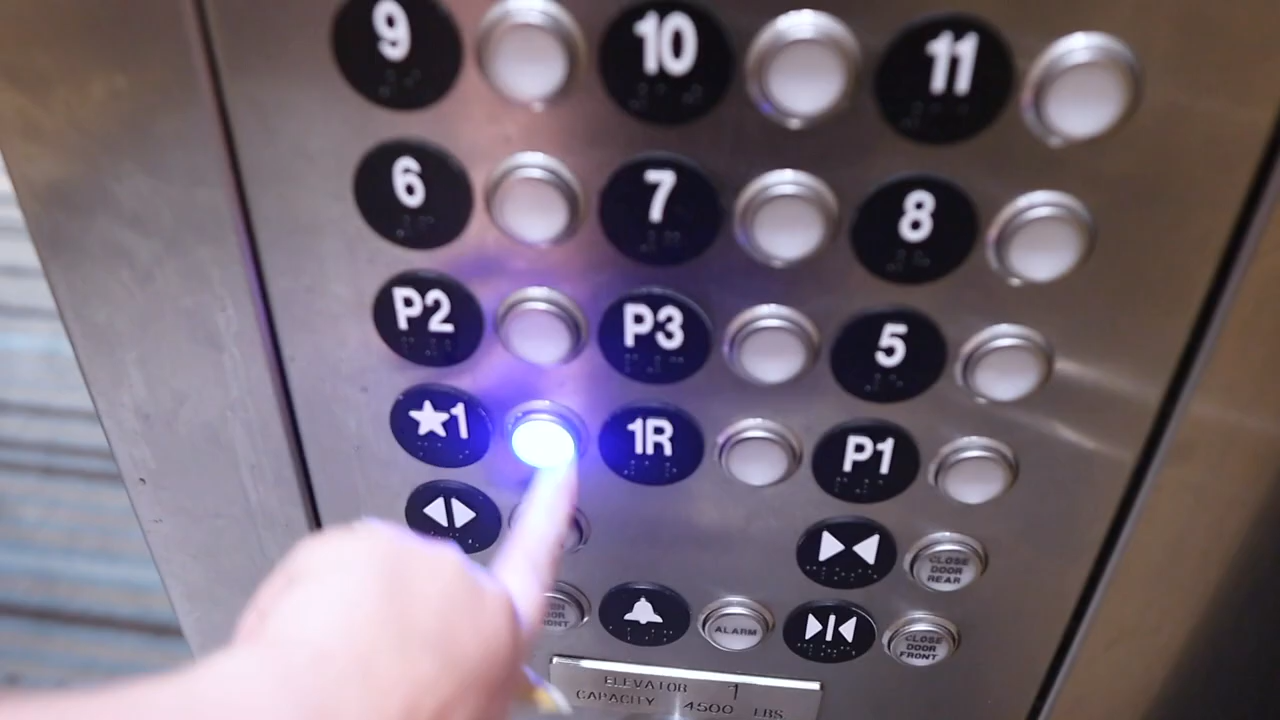 9 10 11
6 7 8
P2 P3 5
★1 1R P1
CLOSE
DOOR
REAR
ALARM
CLOSE
DOOR
FRONT
ELEVATOR 1
CAPACITY 4500 LBS